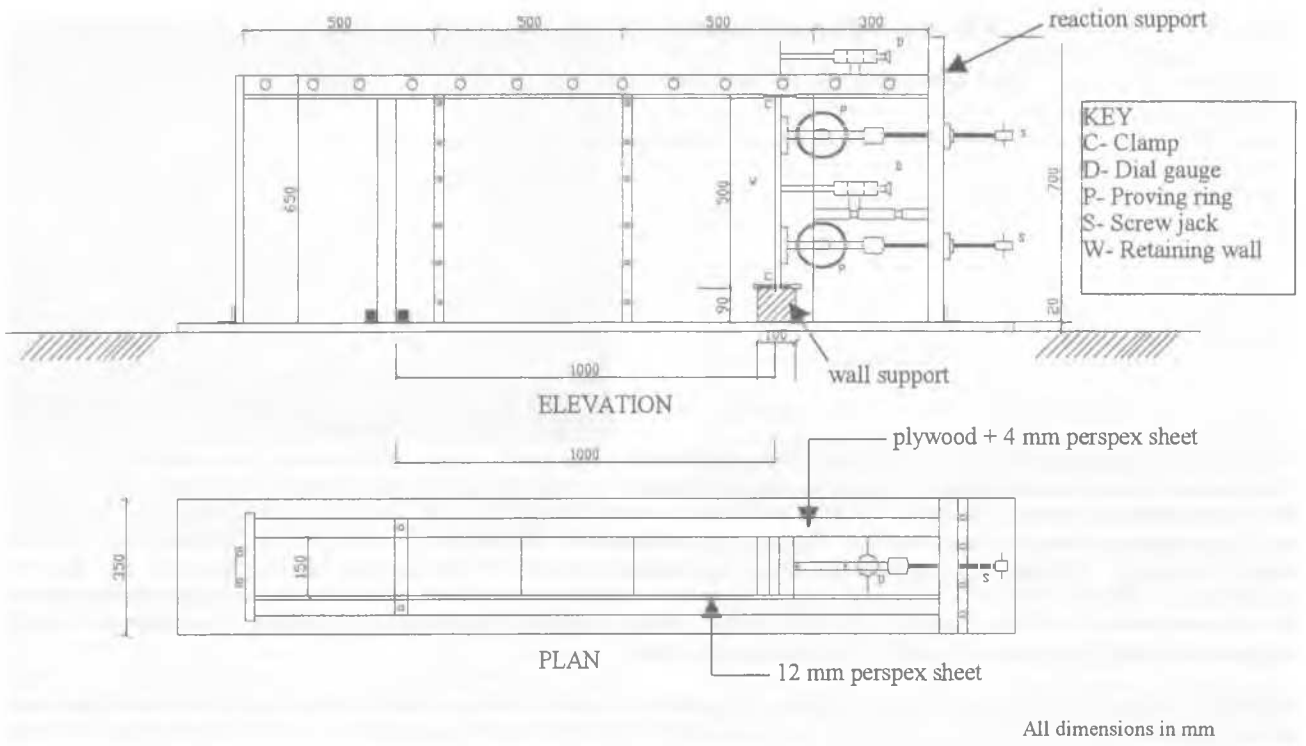 500
500
500
300
reaction support
D
P
S
KEY
C- Clamp
D- Dial gauge
P- Proving ring
S- Screw jack
W- Retaining wall
650
500
700
D
S
P
90
20
100
1000
wall support
ELEVATION
plywood + 4 mm perspex sheet
1000
350
150
D
S
PLAN
12 mm perspex sheet
All dimensions in mm